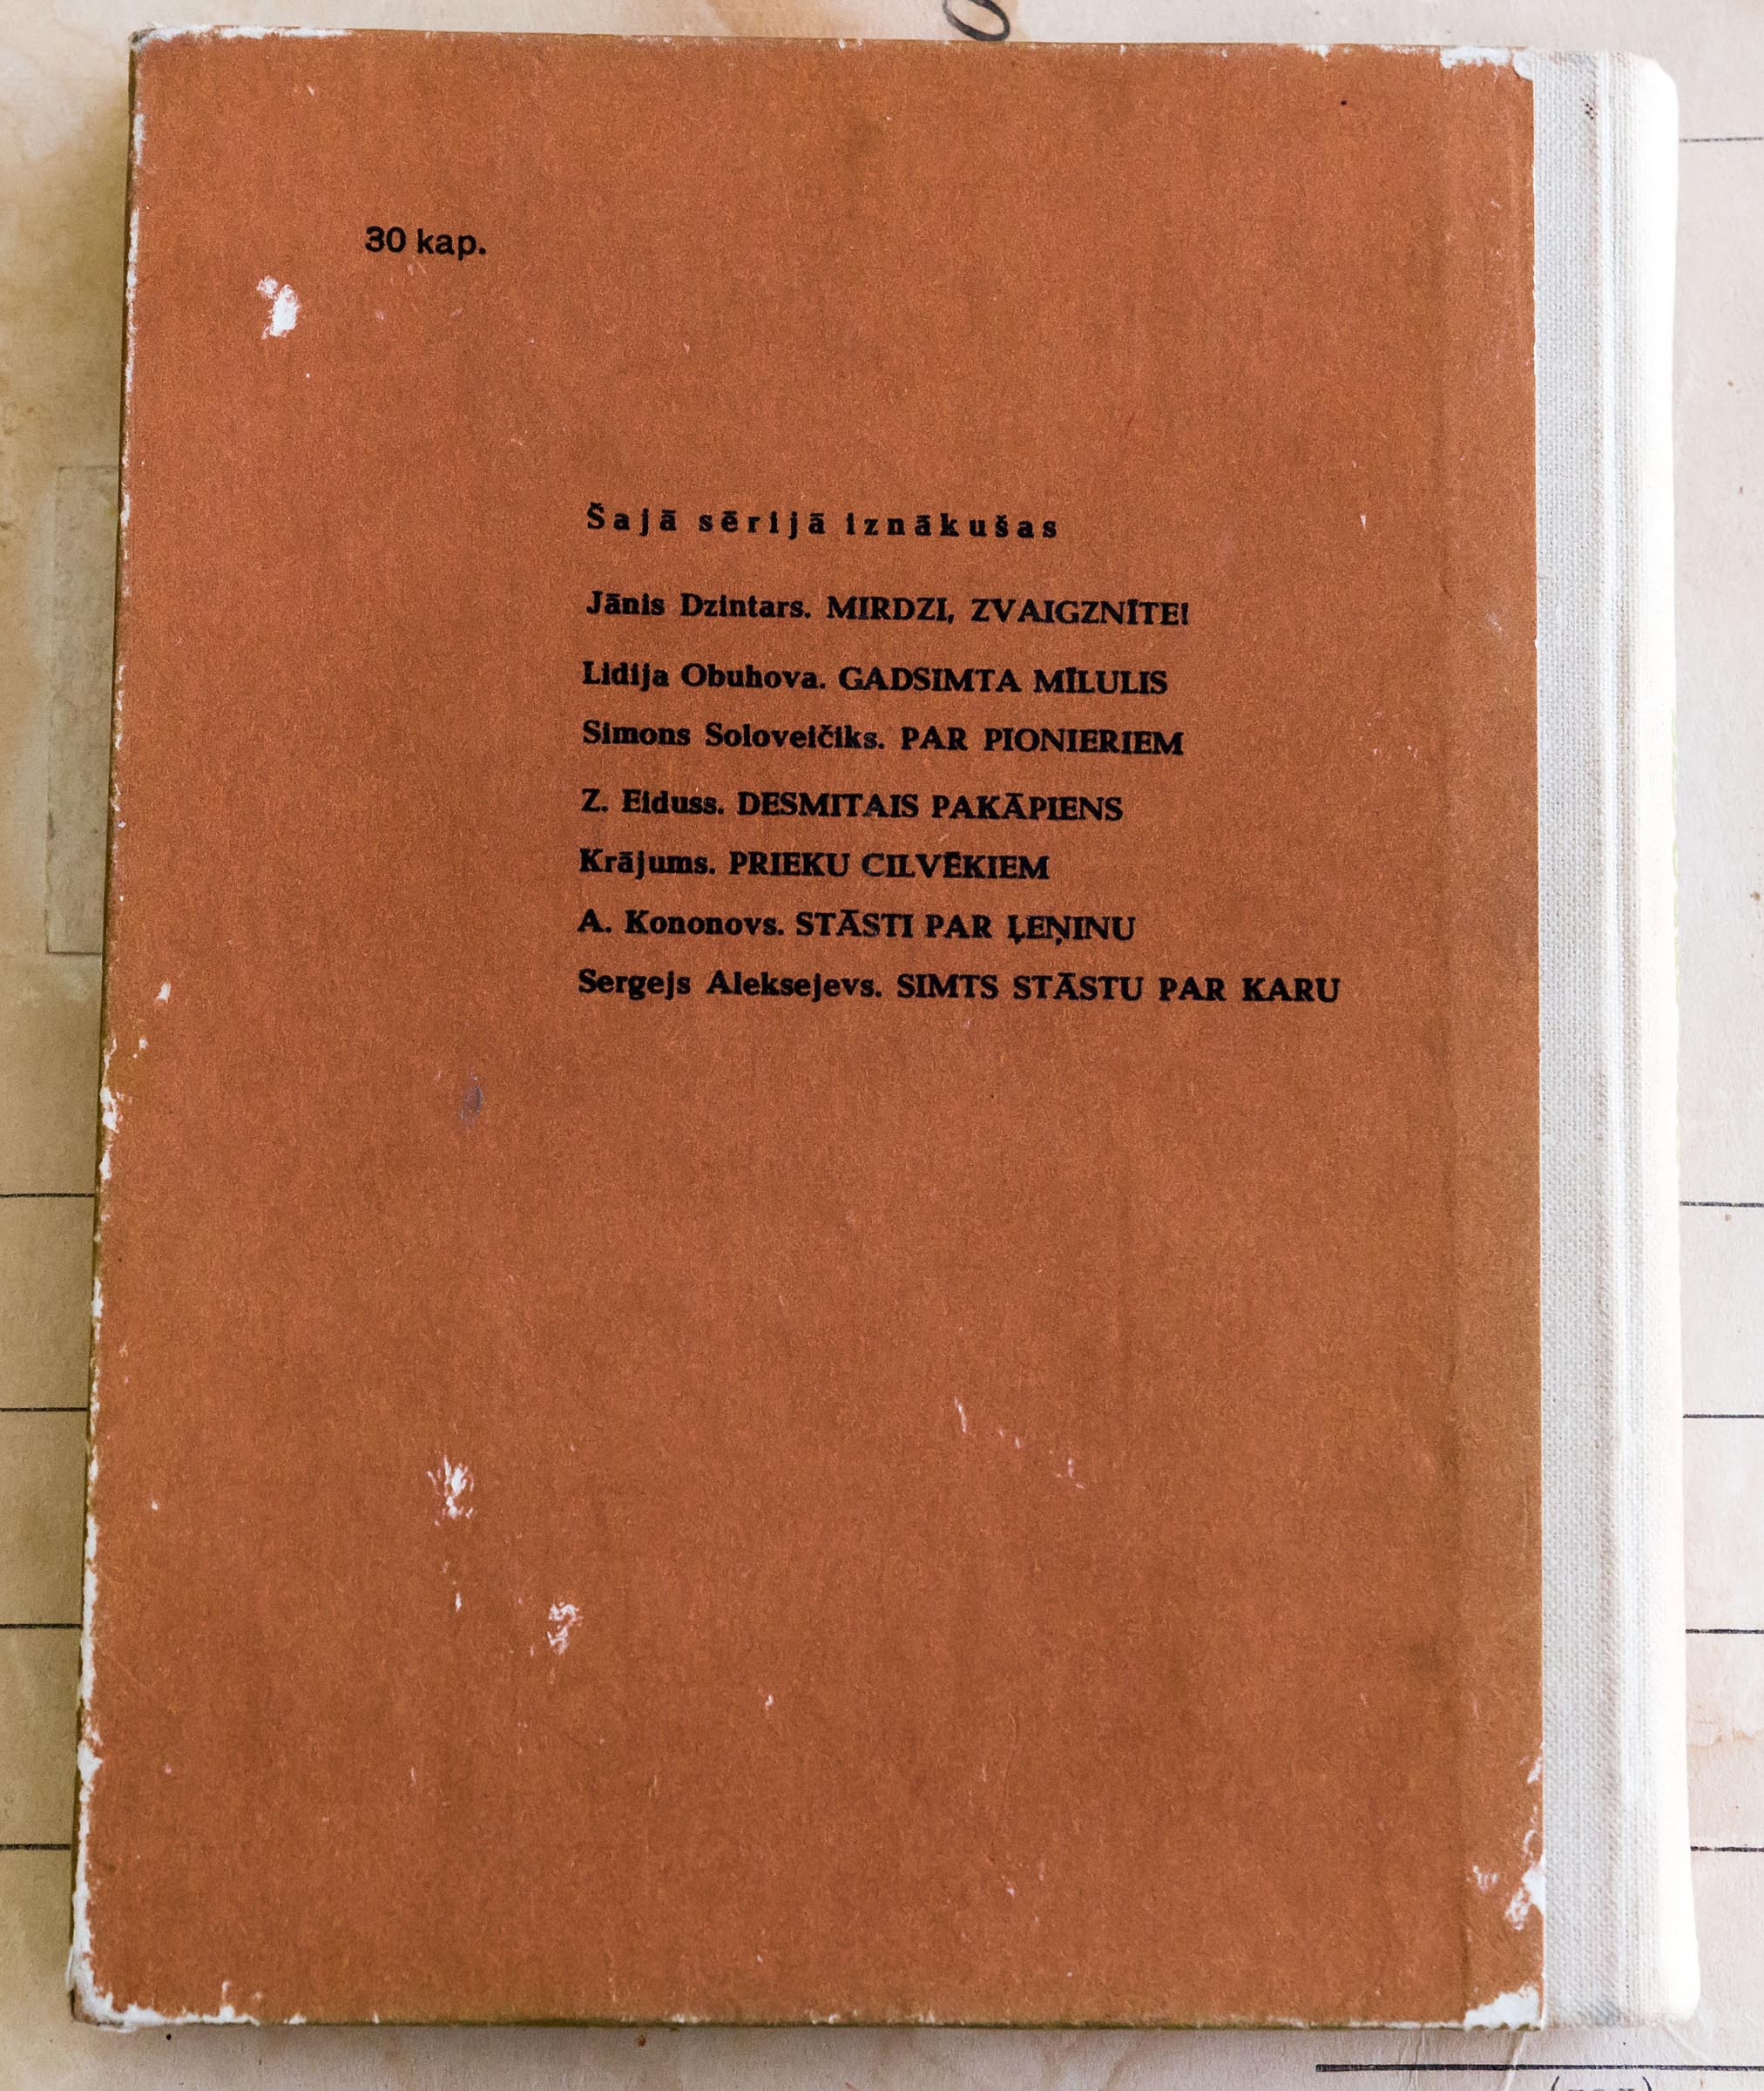 30 kap.
Šajā sērijā iznākušas
Jānis Dzintars. MIRDZI, ZVAIGZNĪTE!
Lidija Obuhova. GADSIMTA MĪLULIS
Simons Soloveičiks. PAR PIONIERIEM
Z. Eiduss. DESMITAIS PAKĀPIENS
Krājums. PRIEKU CILVĒKIEM
A. Kononovs. STĀSTI PAR ĻEŅINU
Sergejs Aleksejevs. SIMTS STĀSTU PAR KARU